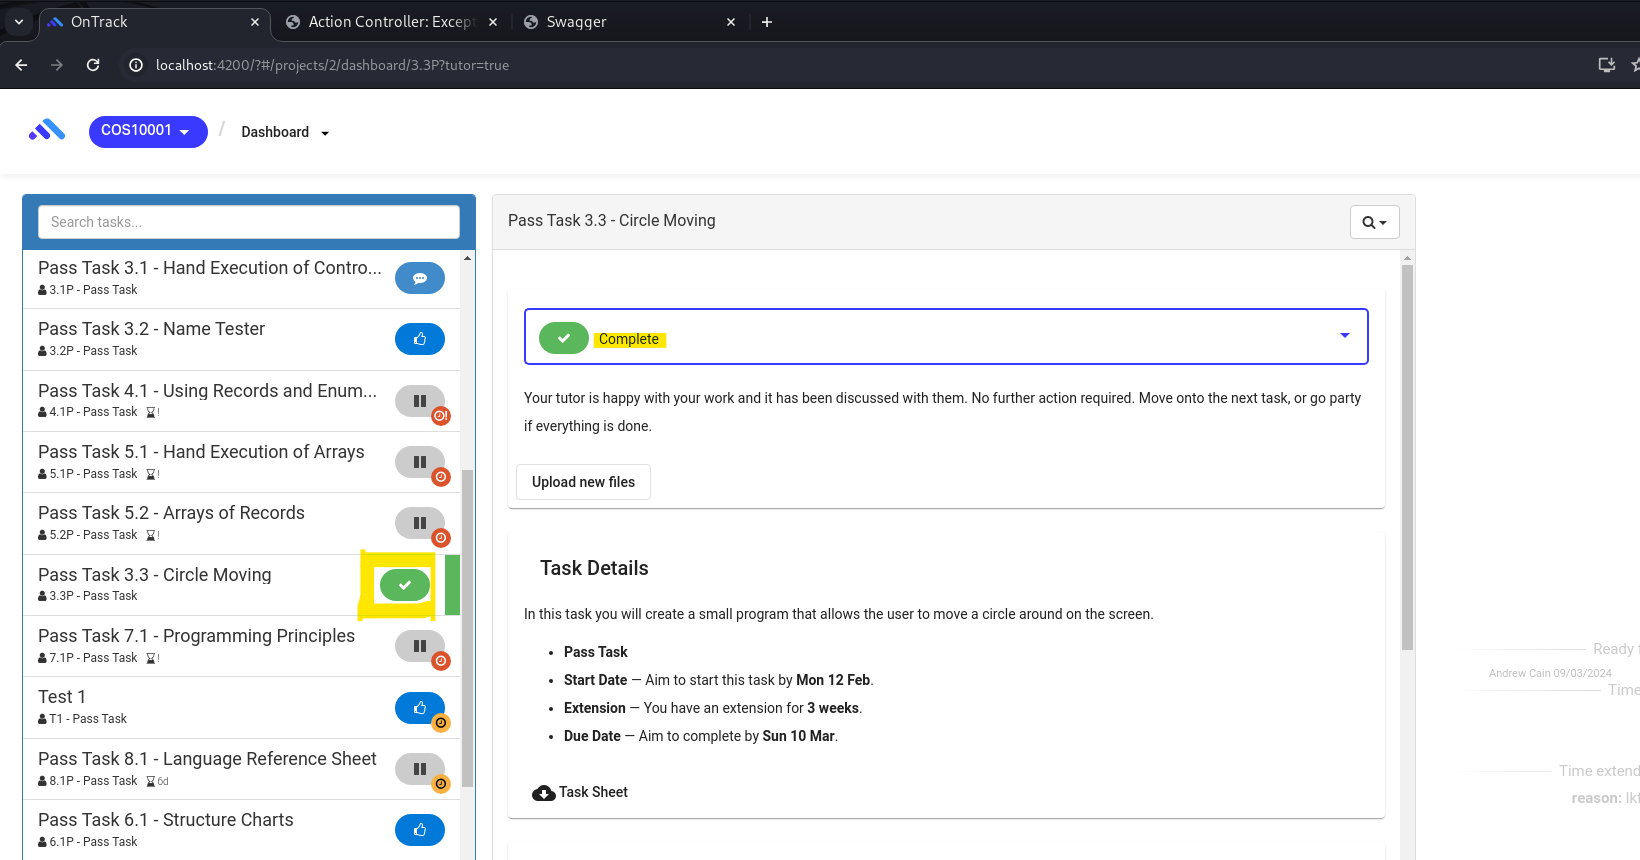 OnTrack
Action Controller: Excep
Swagger
localhost:4200/?#/projects/2/dashboard/3.3P?tutor=true
COS10001
/
Dashboard
Search tasks...
Pass Task 3.1 - Hand Execution of Contro...
3.1P - Pass Task
Pass Task 3.2 - Name Tester
3.2P - Pass Task
Pass Task 4.1 - Using Records and Enum...
4.1P - Pass Task !
Pass Task 5.1 - Hand Execution of Arrays
5.1P - Pass Task !
Pass Task 5.2 - Arrays of Records
5.2P - Pass Task !
Pass Task 3.3 - Circle Moving
3.3P - Pass Task
Pass Task 7.1 - Programming Principles
7.1P - Pass Task !
Test 1
T1 - Pass Task
Pass Task 8.1 - Language Reference Sheet
8.1P - Pass Task 6d
Pass Task 6.1 - Structure Charts
6.1P - Pass Task
Pass Task 3.3 - Circle Moving
Complete
Your tutor is happy with your work and it has been discussed with them. No further action required. Move onto the next task, or go party
if everything is done.
Upload new files
Task Details
In this task you will create a small program that allows the user to move a circle around on the screen.
• Pass Task
• Start Date — Aim to start this task by Mon 12 Feb.
• Extension — You have an extension for 3 weeks.
• Due Date — Aim to complete by Sun 10 Mar.
Task Sheet
Ready
Andrew Cain 09/03/2024
Time
Time extend
reason: